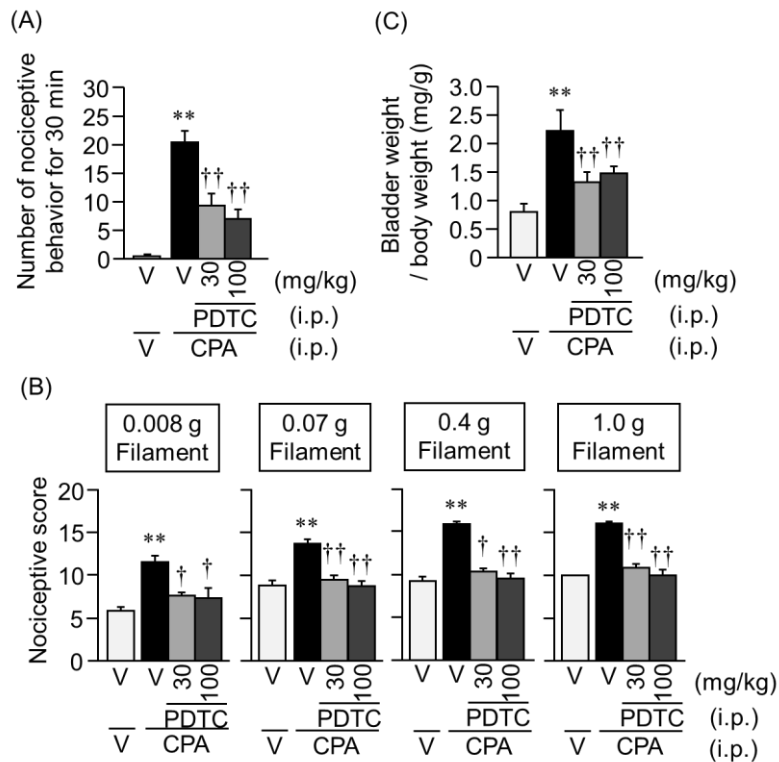 (A)
Number of nociceptive
behavior for 30 min
30
25
20
15
10
5
0
**
††
††
V
V
30
100
(mg/kg)
PDTC
(i.p.)
V
CPA
(i.p.)
(C)
Bladder weight
/ body weight (mg/g)
3.0
2.5
2.0
1.5
1.0
0.5
0.0
**
††
††
V
V
30
100
(mg/kg)
PDTC
(i.p.)
V
CPA
(i.p.)
(B)
0.008 g
Filament
0.07 g
Filament
0.4 g
Filament
1.0 g
Filament
Nociceptive score
20
15
10
5
0
**
†
†
**
††
††
**
†
††
**
††
††
V
V
30
100
V
V
30
100
V
V
30
100
V
V
30
100
(mg/kg)
PDTC
PDTC
PDTC
PDTC
(i.p.)
V
CPA
V
CPA
V
CPA
V
CPA
(i.p.)